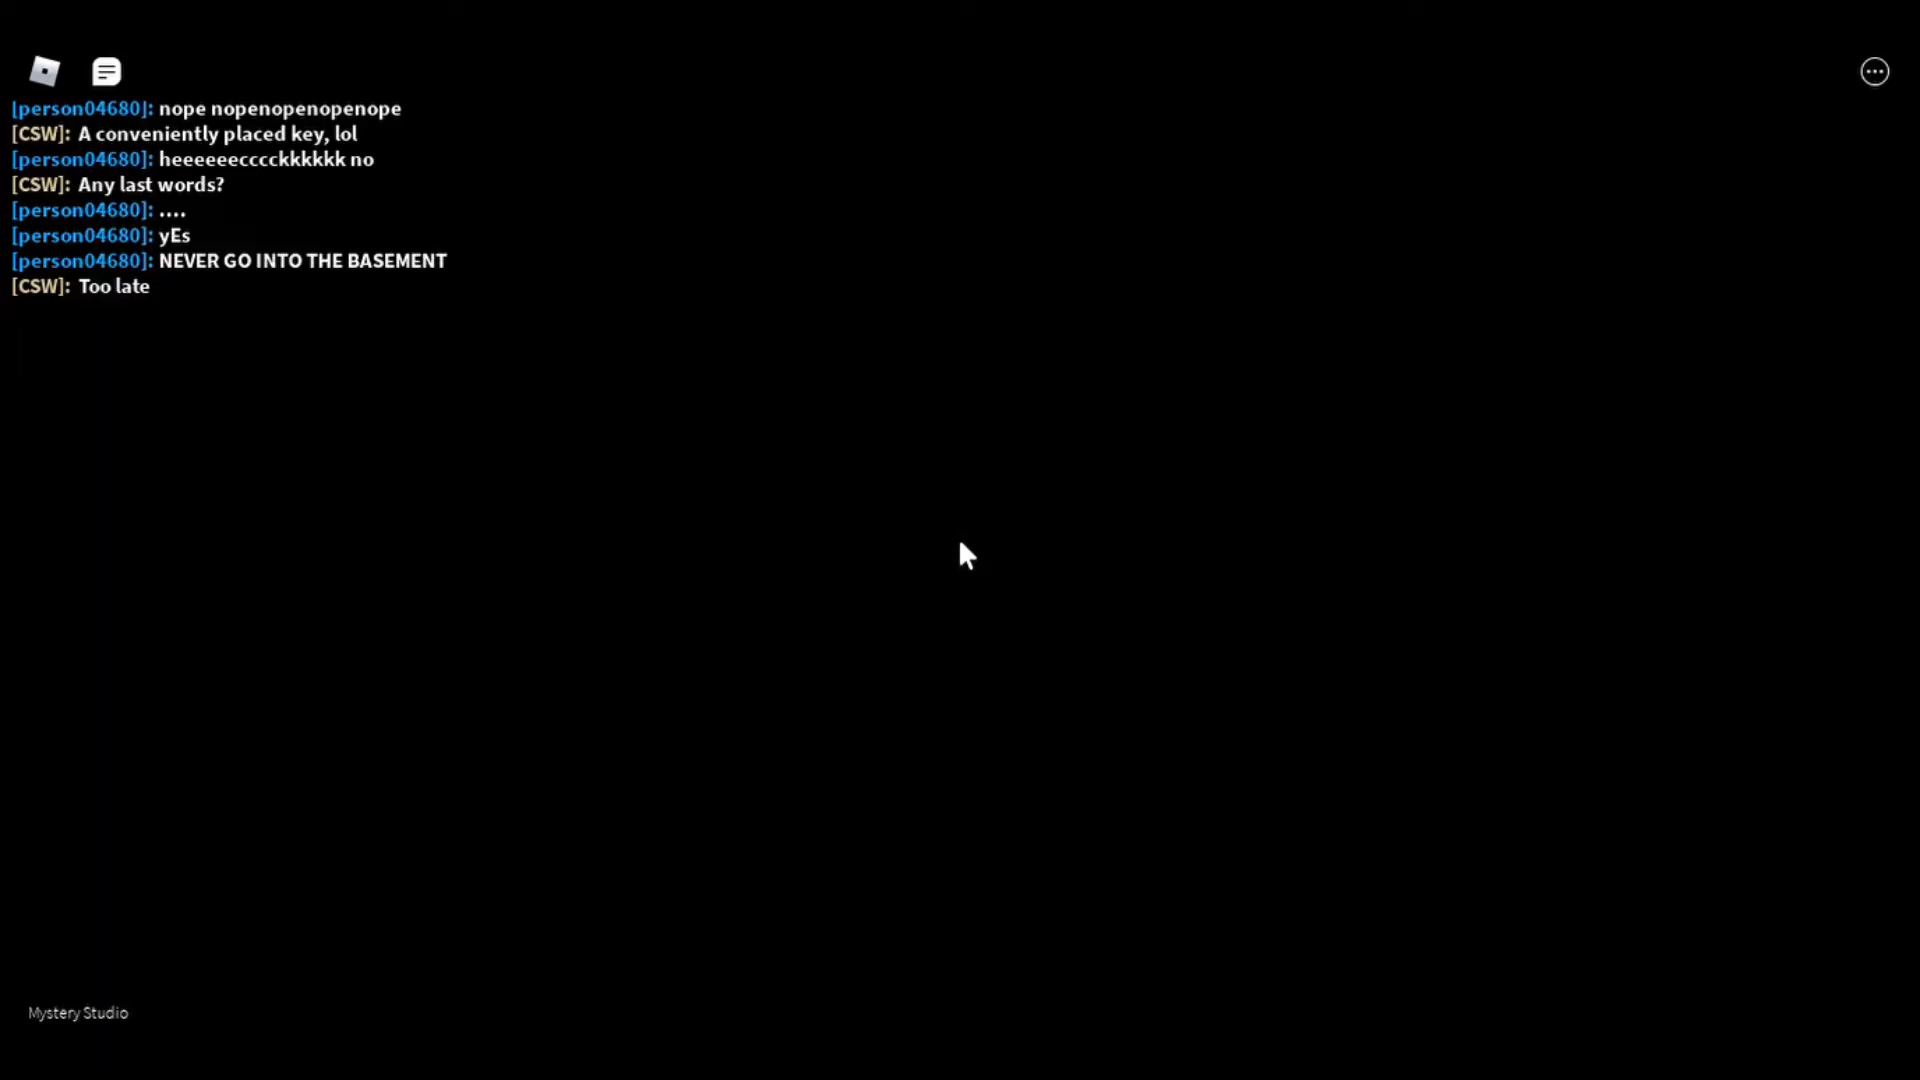 [person04680]: nope nopenopenopenope
[CSW]: A conveniently placed key, lol
[person04680]: heeeeeecccckkkkkk no
[CSW]: Any last words?
[person04680]: ....
[person04680]: yEs
[person04680]: NEVER GO INTO THE BASEMENT
[CSW]: Too late
Mystery Studio